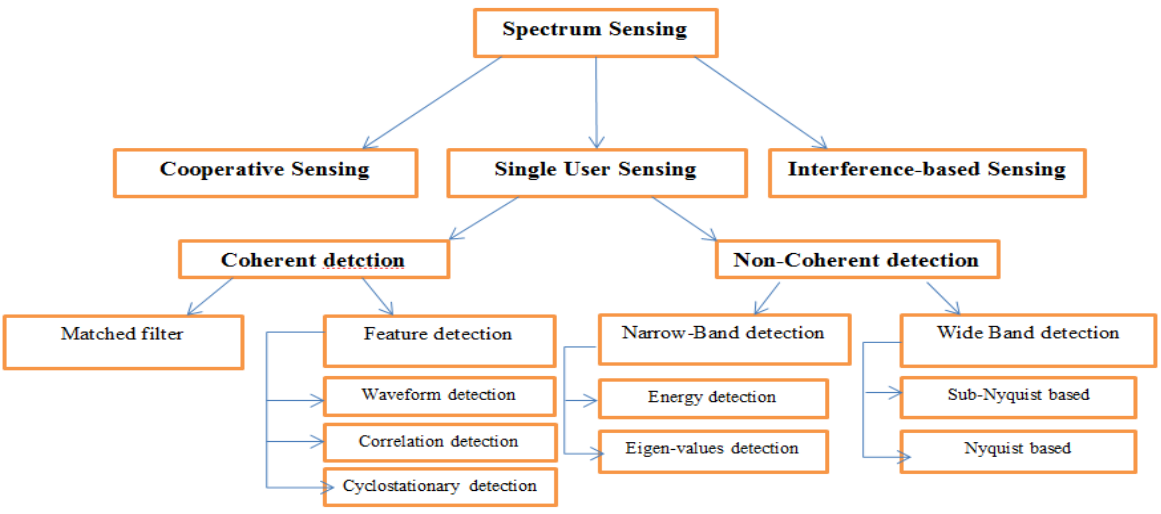 Spectrum Sensing
Cooperative Sensing
Single User Sensing
Interference-based Sensing
Coherent detction
Non-Coherent detection
Matched filter
Feature detection
Narrow-Band detection
Wide Band detection
Waveform detection
Energy detection
Sub-Nyquist based
Correlation detection
Eigen-values detection
Nyquist based
Cyclostationary detection